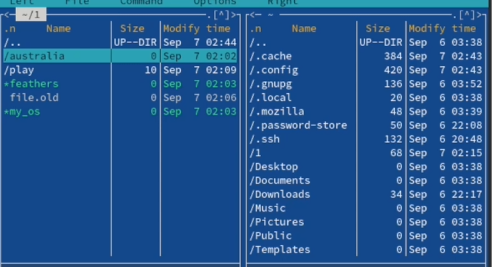 Left File Command Options Right
<- ~/1 .[^]> <- ~ .[^]>
.n Name Size Modify time
/.. UP--DIR Sep 7 02:44
/australia 0 Sep 7 02:02
/play 10 Sep 7 02:09
*feathers 0 Sep 7 02:03
file.old 0 Sep 7 02:06
*my_os 0 Sep 7 02:03
.n Name Size Modify time
/.. UP--DIR Sep 6 03:38
/.cache 384 Sep 7 02:43
/.config 420 Sep 7 02:43
/.gnupg 136 Sep 6 03:52
/.local 20 Sep 6 03:38
/.mozilla 48 Sep 6 03:39
/.password-store 50 Sep 6 22:08
/.ssh 132 Sep 6 20:48
/1 68 Sep 7 02:15
/Desktop 0 Sep 6 03:38
/Documents 0 Sep 6 03:38
/Downloads 34 Sep 6 22:17
/Music 0 Sep 6 03:38
/Pictures 0 Sep 6 03:38
/Public 0 Sep 6 03:38
/Templates 0 Sep 6 03:38